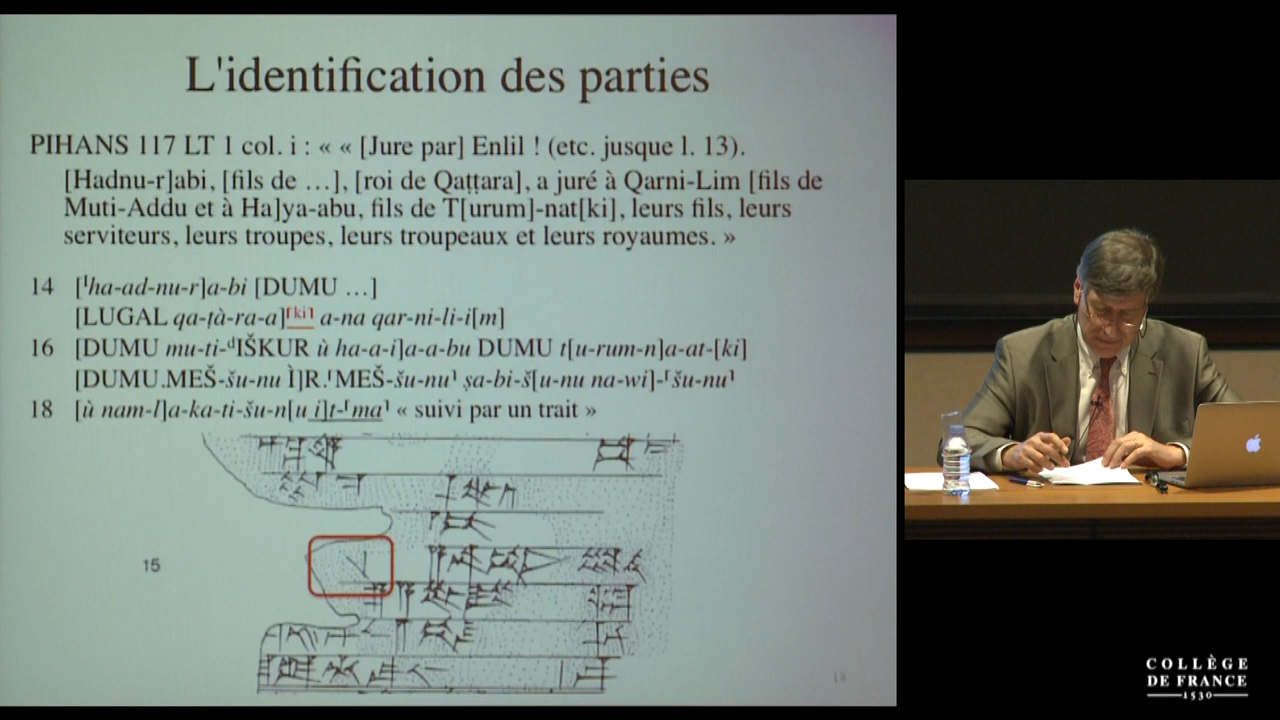 L'identification des parties
PIHANS 117 LT 1 col. i : « « [Jure par] Enlil ! (etc. jusque l. 13).
[Hadnu-r]abi, [fils de …], [roi de Qaṭṭara], a juré à Qarni-Lim [fils de
Muti-Addu et à Ha]ya-abu, fils de T[urum]-nat[ki], leurs fils, leurs
serviteurs, leurs troupes, leurs troupeaux et leurs royaumes. »
14 [ᴵha-ad-nu-r]a-bi [DUMU …]
[LUGAL qa-ṭà-ra-a]⸢ki⸣ a-na qar-ni-li-i[m]
16 [DUMU mu-ti-ᵈIŠKUR ù ha-a-i]a-a-bu DUMU t[u-rum-n]a-at-[ki]
[DUMU.MEŠ-šu-nu Ì]R.⸢MEŠ-šu-nu⸣ ṣa-bi-š[u-nu na-wi]-⸢šu-nu⸣
18 [ù nam-l]a-ka-ti-šu-n[u i]t-⸢ma⸣ « suivi par un trait »
15
18
COLLÈGE
DE FRANCE
1530